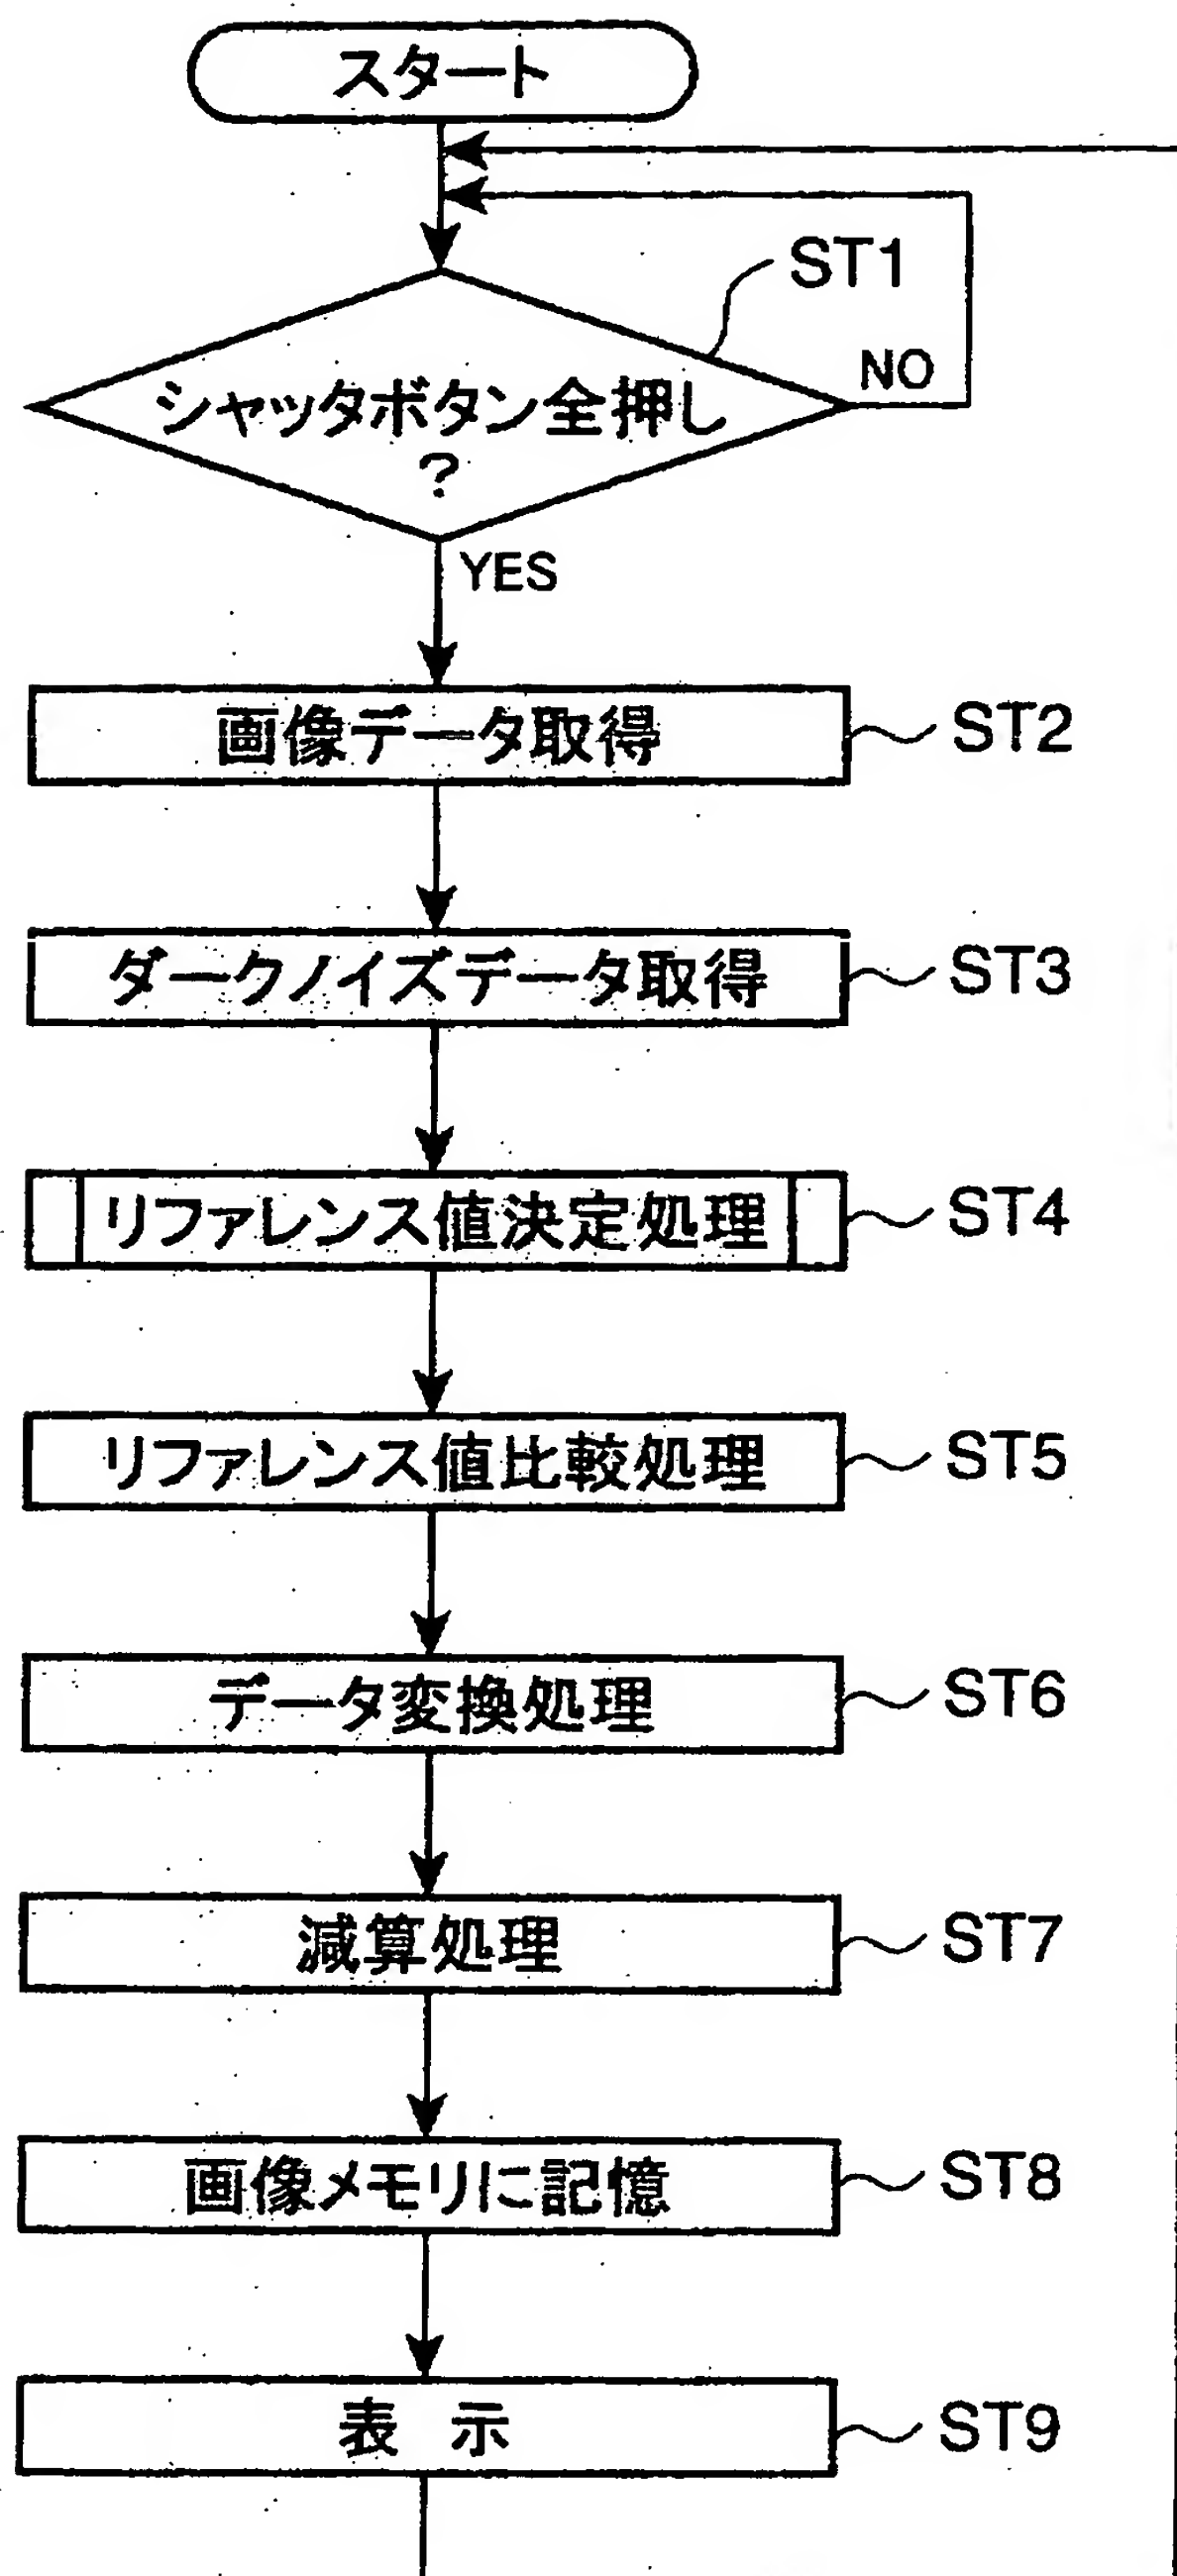 スタート
ST1
NO
シャッタボタン全押し
?
YES
画像データ取得
ST2
ダークノイズデータ取得
ST3
リファレンス値決定処理
ST4
リファレンス値比較処理
ST5
データ変換処理
ST6
減算処理
ST7
画像メモリに記憶
ST8
表 示
ST9